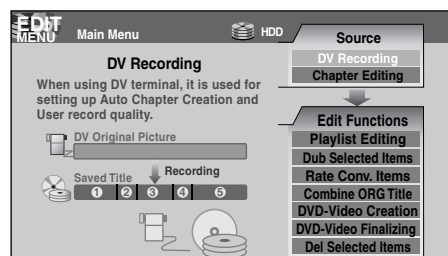 EDIT
MENU
Main Menu
HDD
DV Recording
When using DV terminal, it is used for
setting up Auto Chapter Creation and
User record quality.
DV Original Picture
Recording
Saved Title
1 2 3 4 5
Source
DV Recording
Chapter Editing
Edit Functions
Playlist Editing
Dub Selected Items
Rate Conv. Items
Combine ORG Title
DVD-Video Creation
DVD-Video Finalizing
Del Selected Items